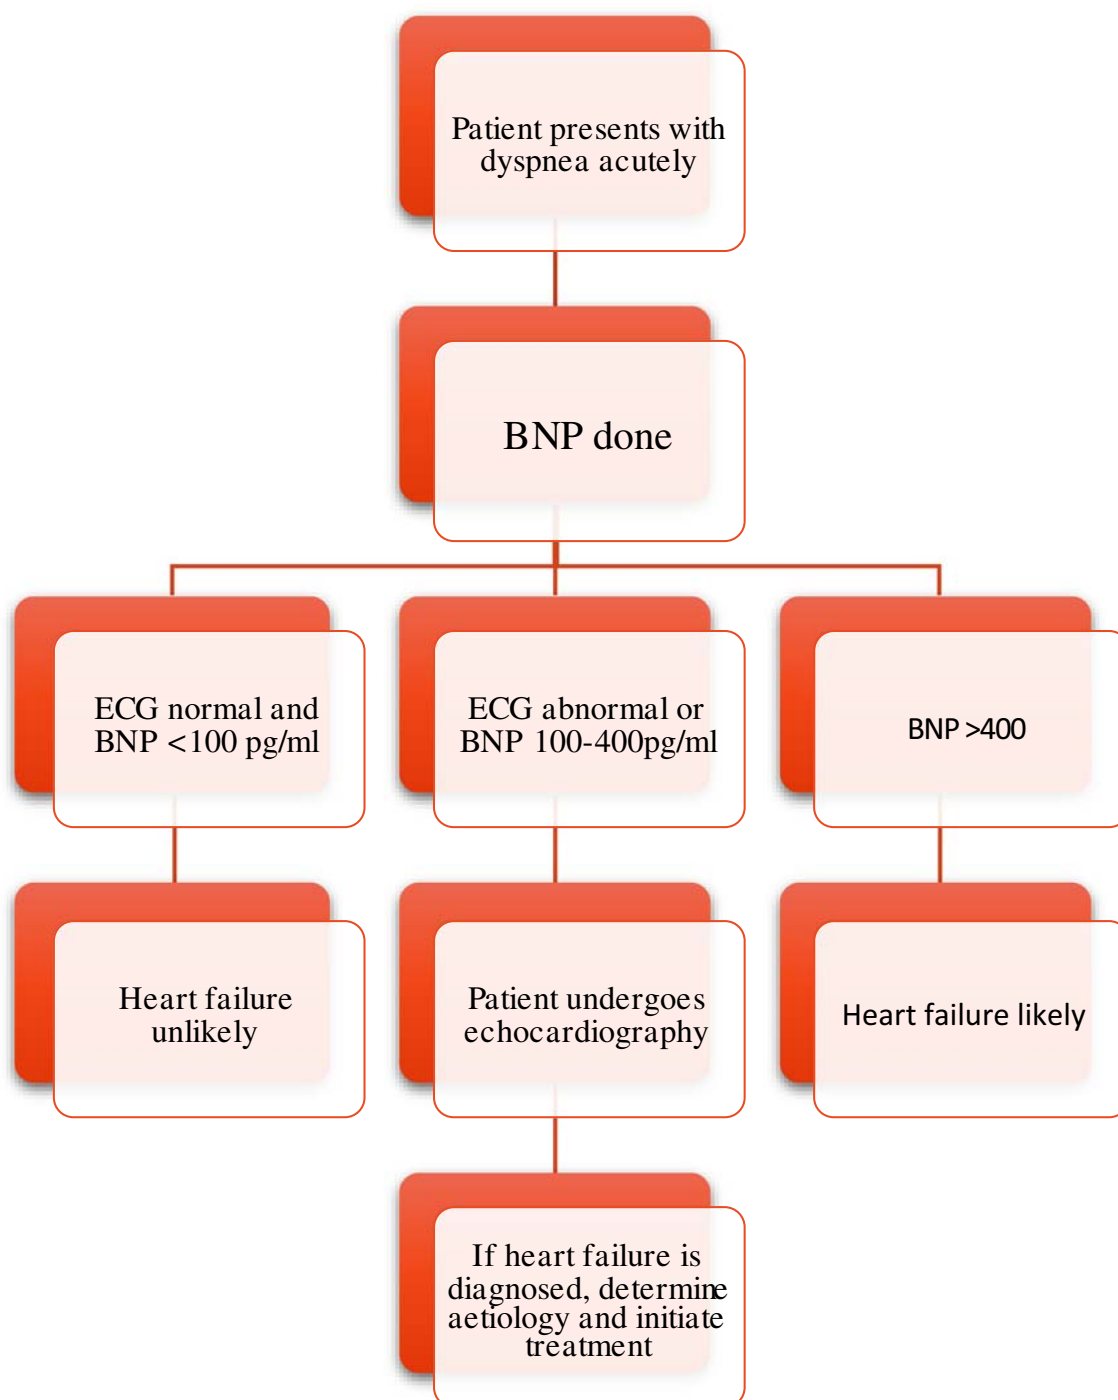 Patient presents with
dyspnea acutely
BNP done
ECG normal and
BNP <100 pg/ml
ECG abnormal or
BNP 100-400pg/ml
BNP >400
Heart failure
unlikely
Patient undergoes
echocardiography
Heart failure likely
If heart failure is
diagnosed, determine
aetiology and initiate
treatment